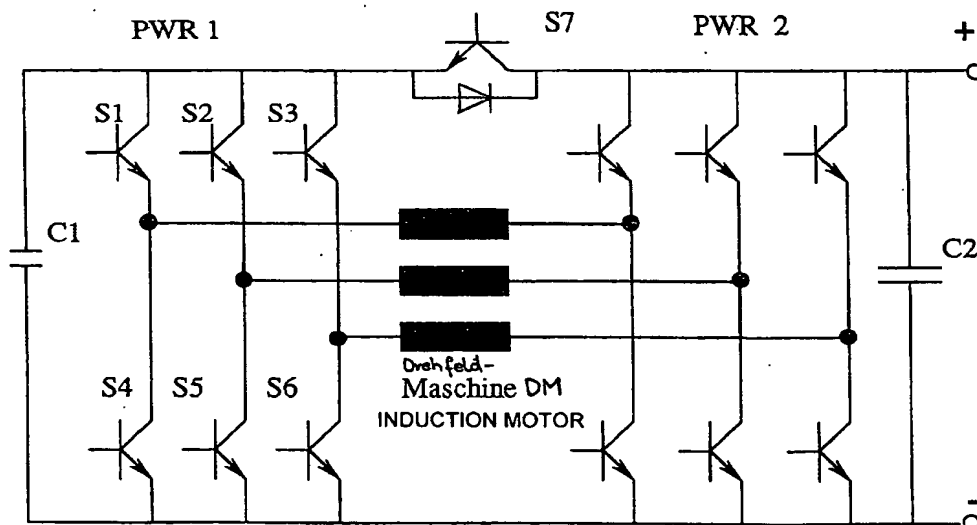 PWR 1
S7
PWR 2
+
S1
S2
S3
C1
C2
Drehfeld-
Maschine DM
INDUCTION MOTOR
S4
S5
S6
-